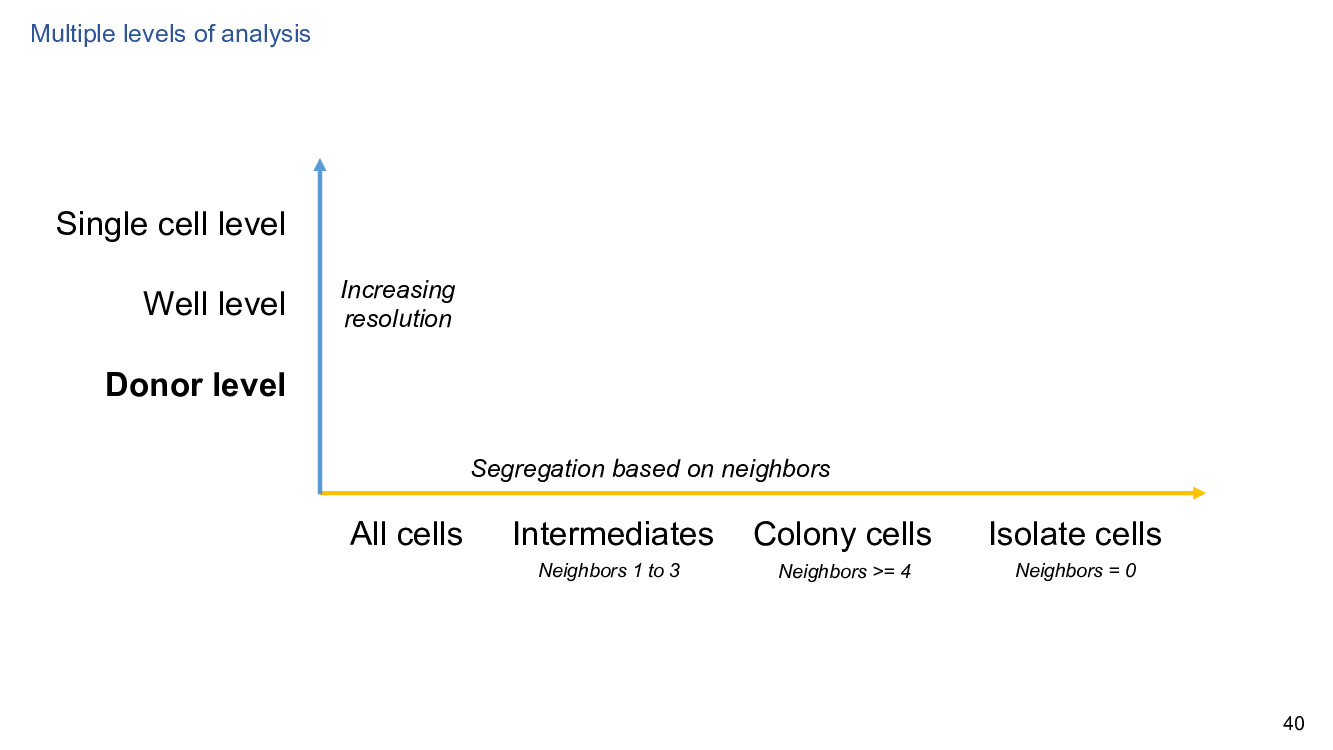 Multiple levels of analysis
Single cell level
Well level
Donor level
Increasing
resolution
Segregation based on neighbors
All cells
Intermediates
Neighbors 1 to 3
Colony cells
Neighbors >= 4
Isolate cells
Neighbors = 0
40